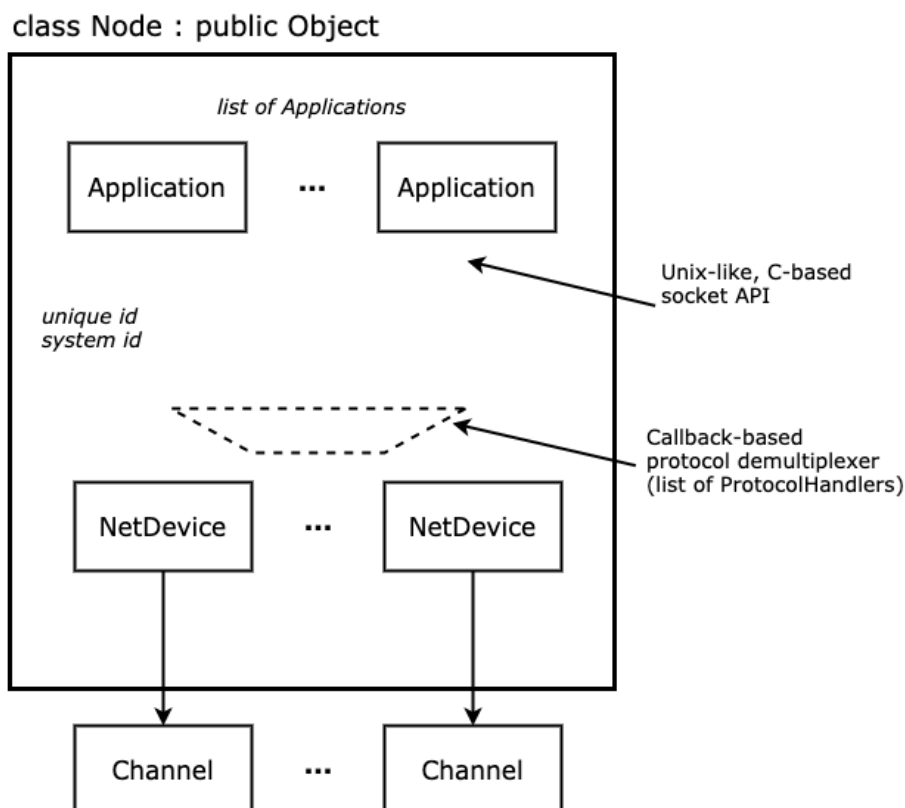 class Node : public Object
list of Applications
Application
...
Application
Unix-like, C-based
socket API
unique id
system id
Callback-based
protocol demultiplexer
(list of ProtocolHandlers)
NetDevice
...
NetDevice
Channel
...
Channel